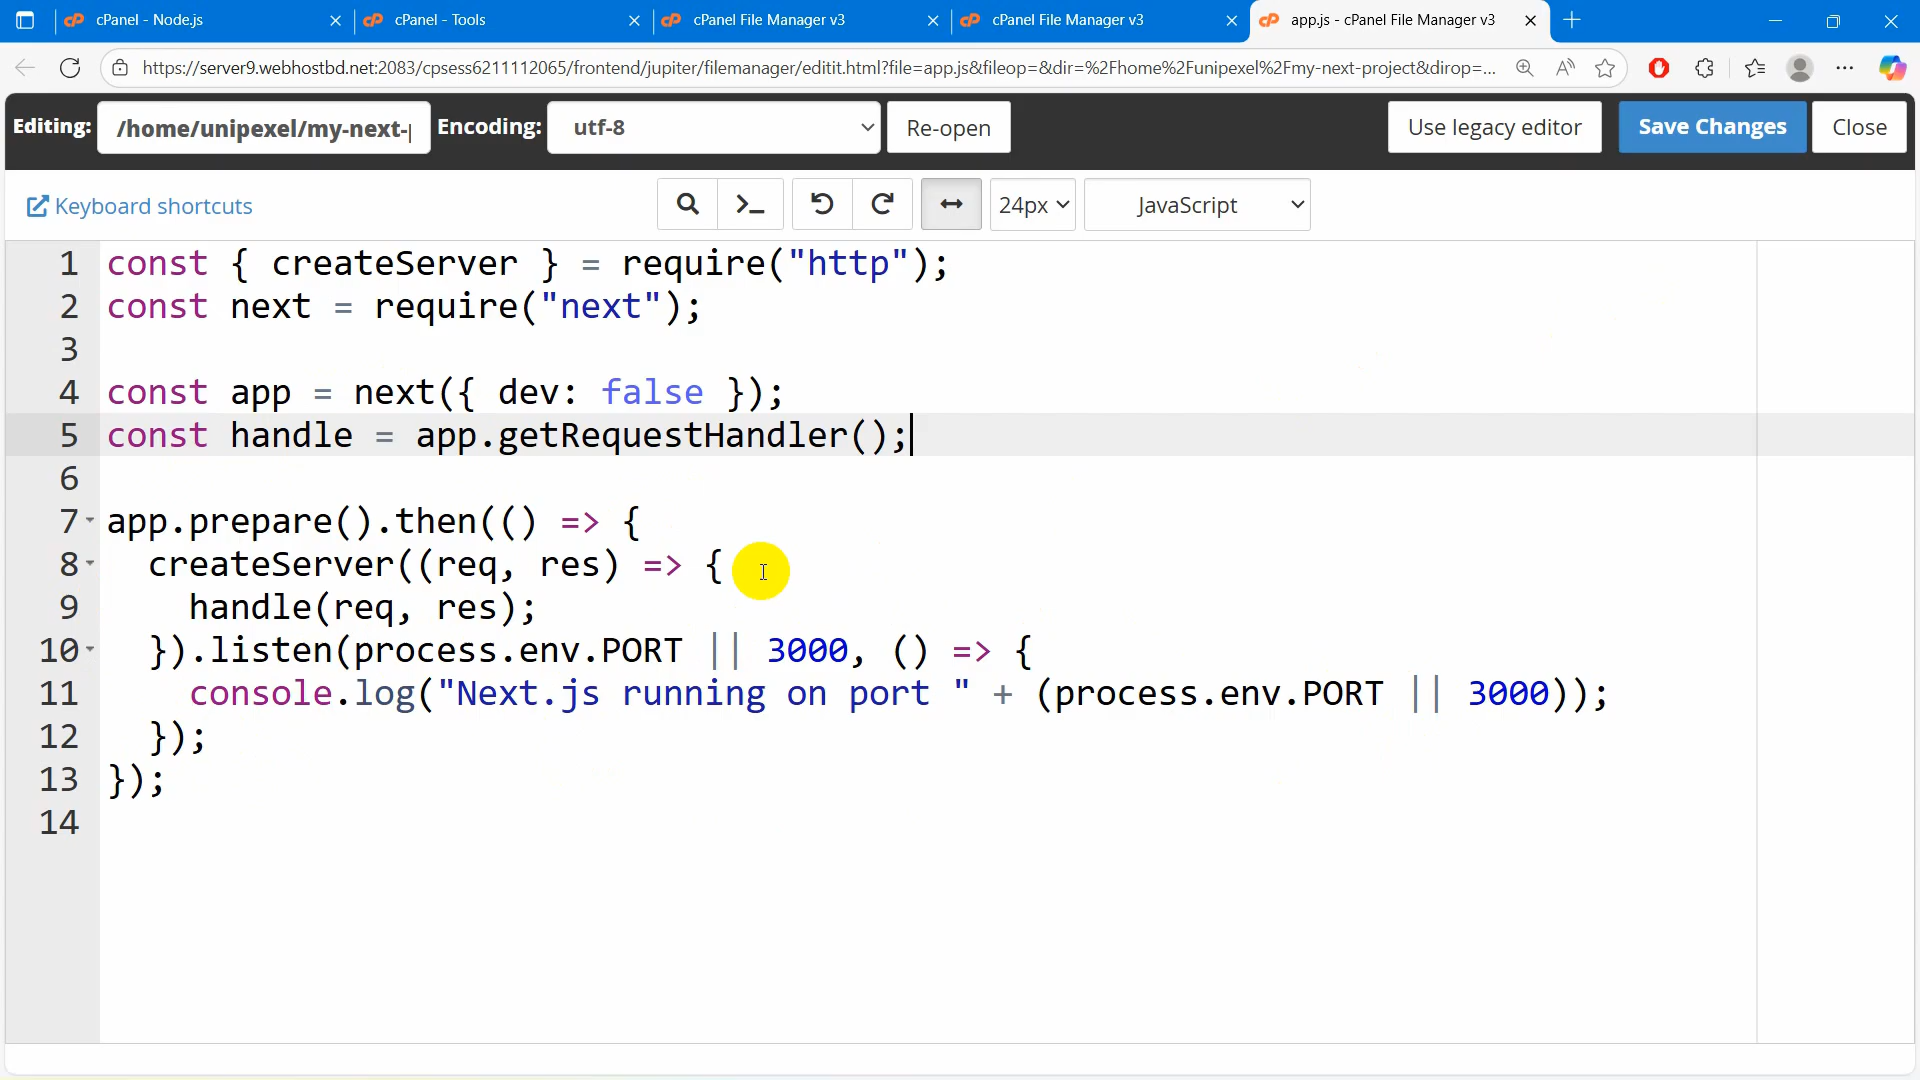 cPanel - Node.js
cPanel - Tools
cPanel File Manager v3
cPanel File Manager v3
app.js - cPanel File Manager v3
https://server9.webhostbd.net:2083/cpsess6211112065/frontend/jupiter/filemanager/editit.html?file=app.js&fileop=&dir=%2Fhome%2Funipexel%2Fmy-next-project&dirop=...
Editing: /home/unipexel/my-next-p Encoding: utf-8 Re-open Use legacy editor Save Changes Close
Keyboard shortcuts 24px JavaScript
1 const { createServer } = require("http");
2 const next = require("next");
3
4 const app = next({ dev: false });
5 const handle = app.getRequestHandler();
6
7 app.prepare().then(() => {
8   createServer((req, res) => {
9     handle(req, res);
10   }).listen(process.env.PORT || 3000, () => {
11     console.log("Next.js running on port " + (process.env.PORT || 3000));
12   });
13 });
14